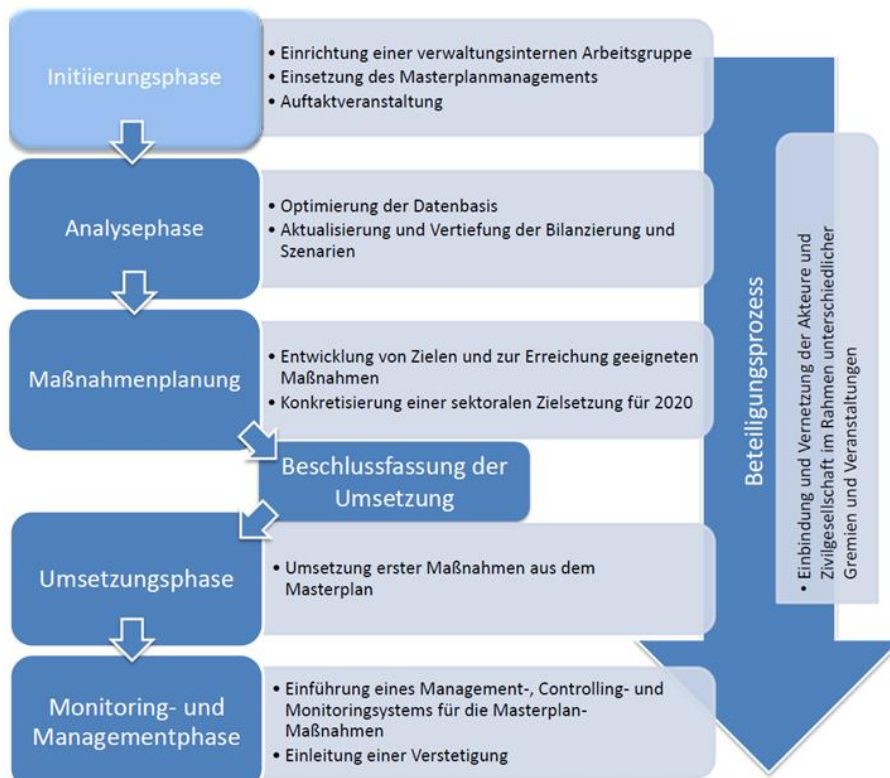 Initiierungsphase
• Einrichtung einer verwaltungsinternen Arbeitsgruppe
• Einsetzung des Masterplanmanagements
• Auftaktveranstaltung
Analysephase
• Optimierung der Datenbasis
• Aktualisierung und Vertiefung der Bilanzierung und
Szenarien
Maßnahmenplanung
• Entwicklung von Zielen und zur Erreichung geeigneten
Maßnahmen
• Konkretisierung einer sektoralen Zielsetzung für 2020
Beschlussfassung der
Umsetzung
Umsetzungsphase
• Umsetzung erster Maßnahmen aus dem
Masterplan
Monitoring- und
Managementphase
• Einführung eines Management-, Controlling- und
Monitoringsystems für die Masterplan-
Maßnahmen
• Einleitung einer Verstetigung
Beteiligungsprozess
• Einbindung und Vernetzung der Akteure und
Zivilgesellschaft im Rahmen unterschiedlicher
Gremien und Veranstaltungen